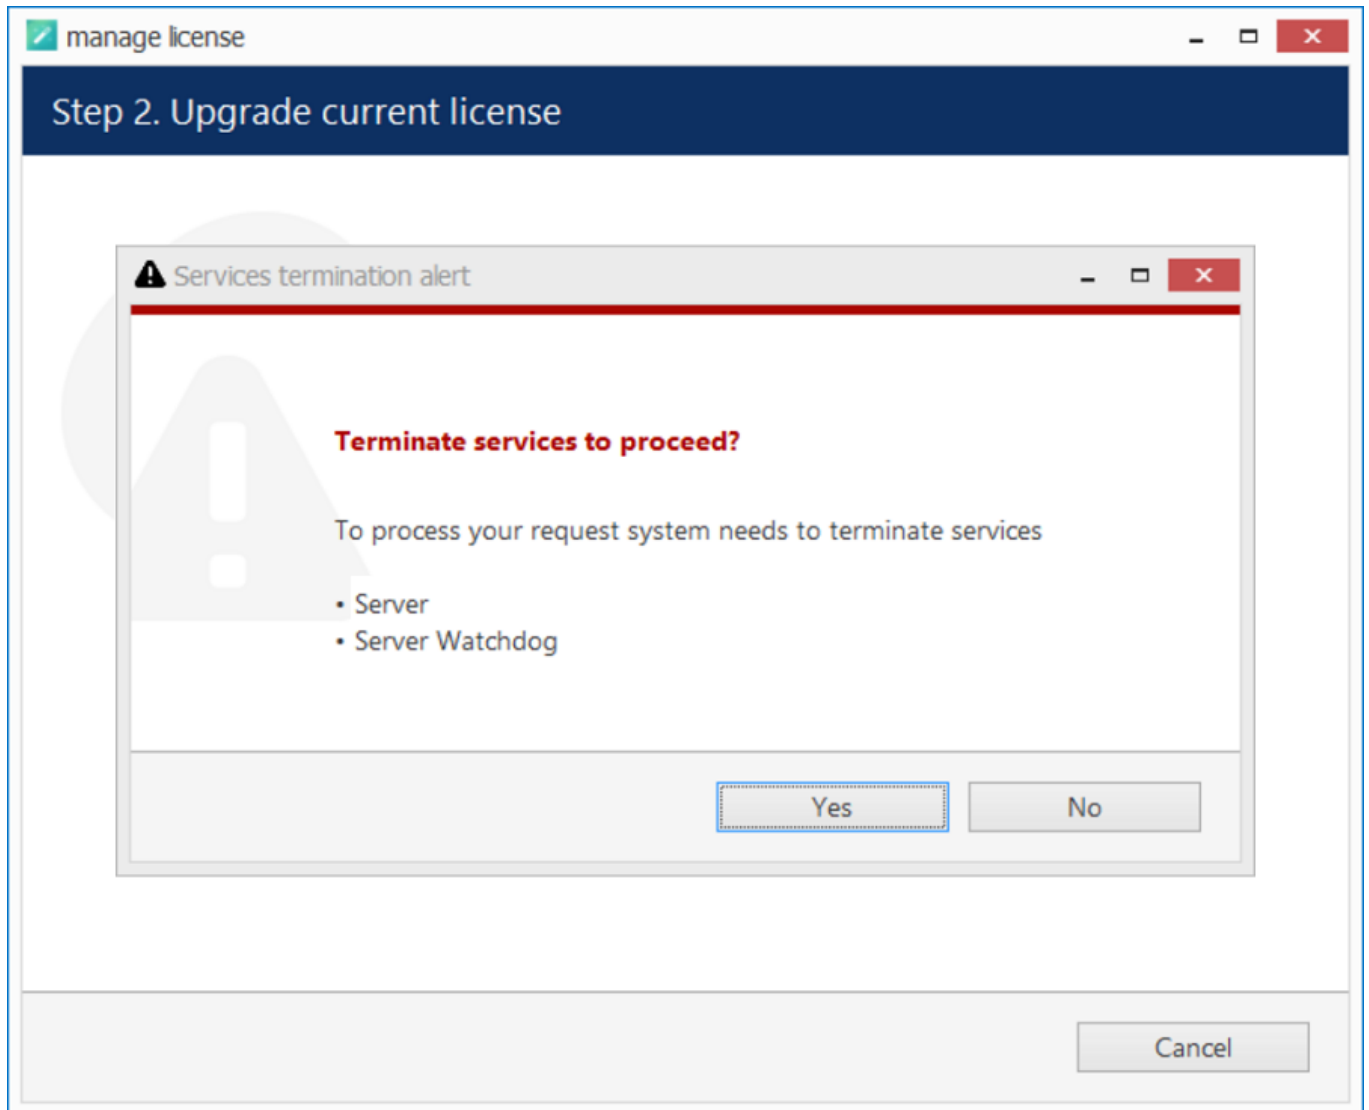 manage license
Step 2. Upgrade current license
Services termination alert
Terminate services to proceed?
To process your request system needs to terminate services
• Server
• Server Watchdog
Yes No
Cancel